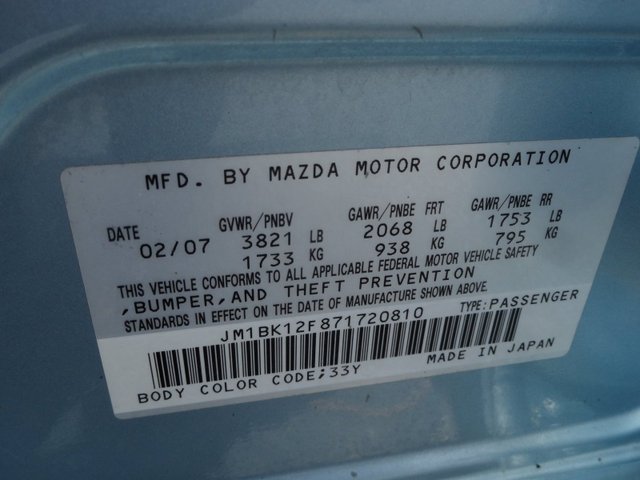 MFD. BY MAZDA MOTOR CORPORATION
DATE GVWR/PNBV GAWR/PNBE FRT GAWR/PNBE RR
02/07 3821 LB 2068 LB 1753 LB
1733 KG 938 KG 795 KG
THIS VEHICLE CONFORMS TO ALL APPLICABLE FEDERAL MOTOR VEHICLE SAFETY
,BUMPER,AND THEFT PREVENTION
STANDARDS IN EFFECT ON THE DATE OF MANUFACTURE SHOWN ABOVE.
JM1BK12F871720810 TYPE:PASSENGER
BODY COLOR CODE;33Y MADE IN JAPAN